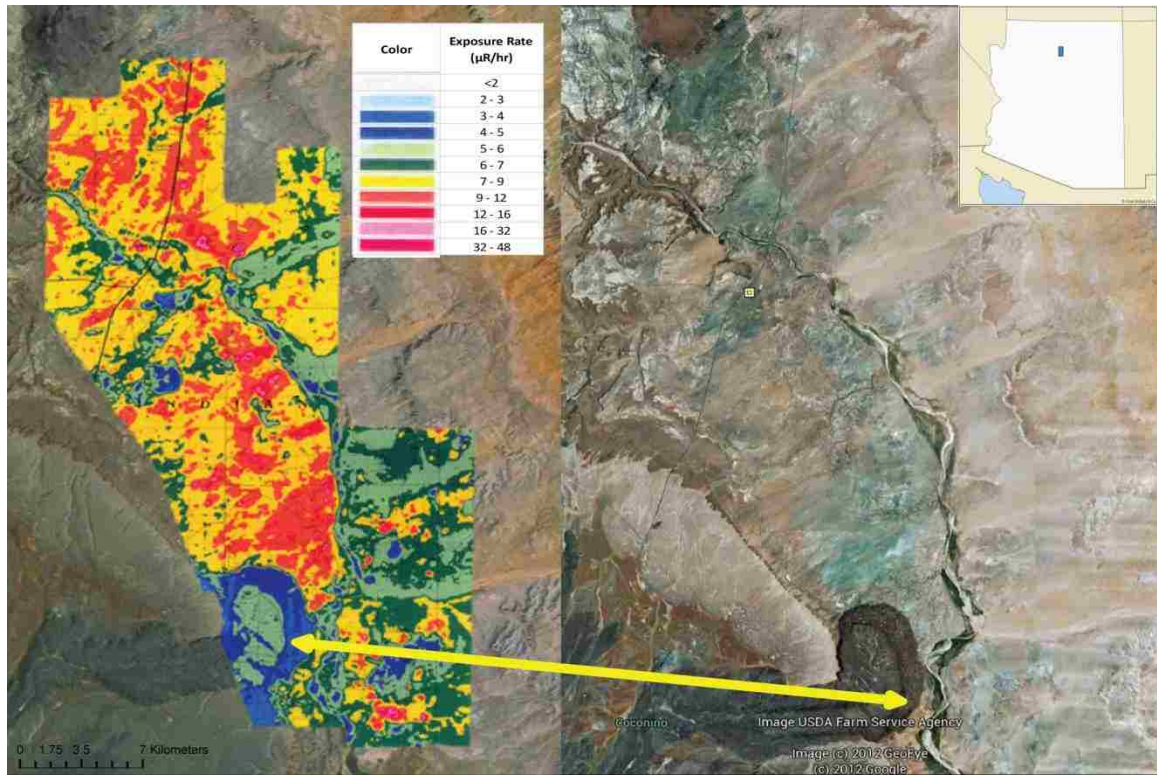 Color Exposure Rate
(µR/hr)
<2
2 - 3
3 - 4
4 - 5
5 - 6
6 - 7
7 - 9
9 - 12
12 - 16
16 - 32
32 - 48
N D I A
Coconino
Image USDA Farm Service Agency
Image (c) 2012 GeoEye
(c) 2012 Google
0 1.75 3.5 7 Kilometers